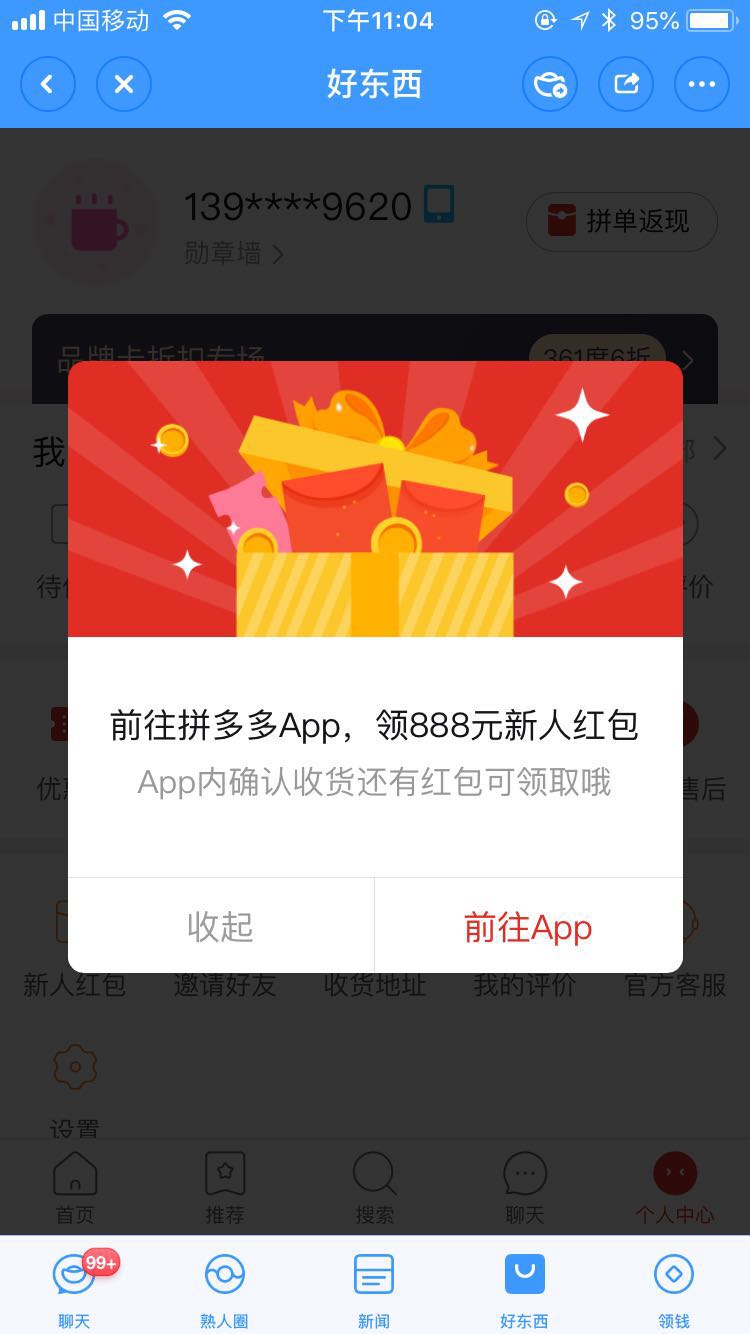 中国移动 下午11:04 95%
好东西
139****9620
勋章墙
拼单返现
品牌卡折扣专场 361度6折
我
前往拼多多App，领888元新人红包
App内确认收货还有红包可领取哦
收起 前往App
售后
新人红包 邀请好友 收货地址 我的评价 官方客服
设置
首页 推荐 搜索 聊天 个人中心
99+
聊天 熟人圈 新闻 好东西 领钱